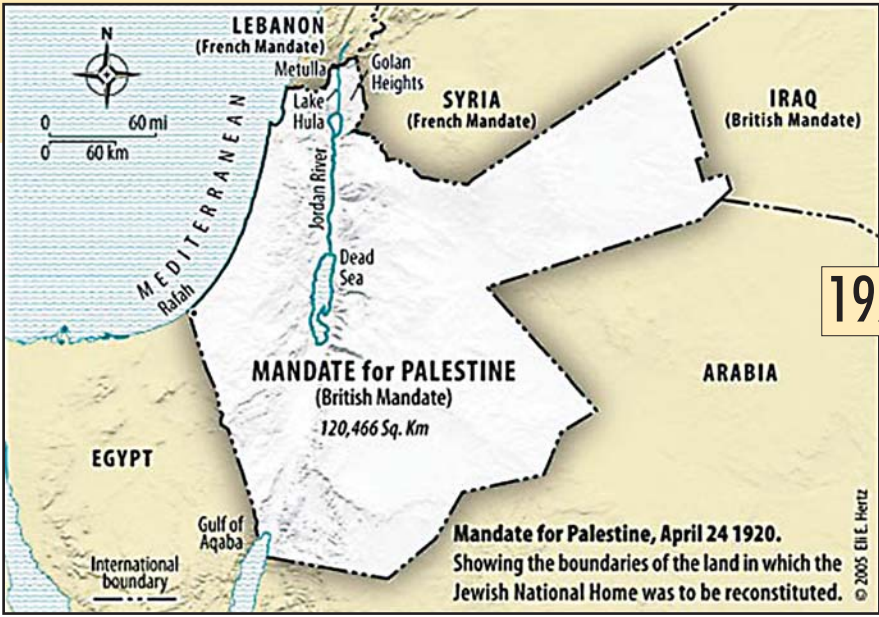 N
LEBANON
(French Mandate)
Metulla
Golan
Heights
Lake
Hula
SYRIA
(French Mandate)
IRAQ
(British Mandate)
0 60 mi
0 60 km
MEDITERRANEAN
Jordan River
Dead
Sea
Rafah
19
MANDATE for PALESTINE
(British Mandate)
120,466 Sq. Km
ARABIA
EGYPT
Gulf of
Aqaba
International
boundary
Mandate for Palestine, April 24 1920.
Showing the boundaries of the land in which the
Jewish National Home was to be reconstituted.
© 2005 Eli E. Hertz